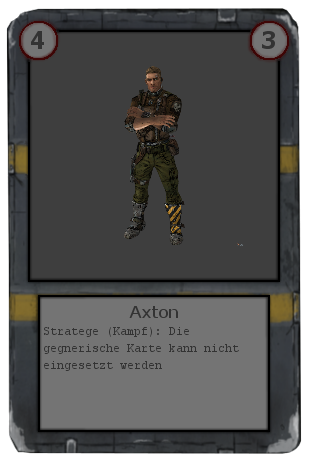 4 3
Axton
Stratege (Kampf): Die
gegnerische Karte kann nicht
eingesetzt werden